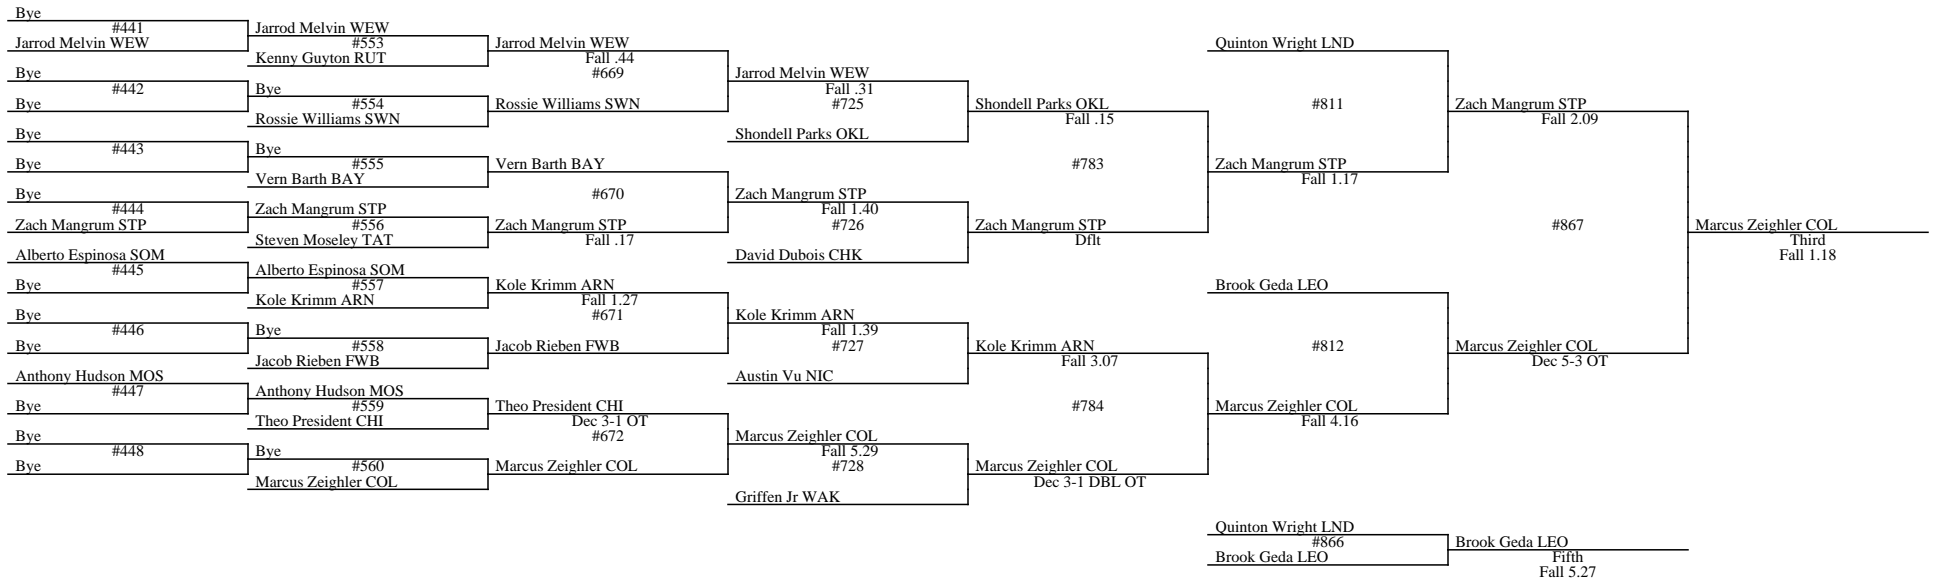 Bye
#441
Jarrod Melvin WEW
Bye
#442
Bye
Bye
#443
Bye
Bye
#444
Zach Mangrum STP
Alberto Espinosa SOM
#445
Bye
Bye
#446
Bye
Anthony Hudson MOS
#447
Bye
Bye
#448
Bye
Jarrod Melvin WEW
#553
Kenny Guyton RUT
Bye
#554
Rossie Williams SWN
Bye
#555
Vern Barth BAY
Zach Mangrum STP
#556
Steven Moseley TAT
Alberto Espinosa SOM
#557
Kole Krimm ARN
Bye
#558
Jacob Rieben FWB
Anthony Hudson MOS
#559
Theo President CHI
Bye
#560
Marcus Zeighler COL
Jarrod Melvin WEW
Fall .44
#669
Rossie Williams SWN
Vern Barth BAY
#670
Zach Mangrum STP
Fall .17
Kole Krimm ARN
Fall 1.27
#671
Jacob Rieben FWB
Theo President CHI
Dec 3-1 OT
#672
Marcus Zeighler COL
Jarrod Melvin WEW
Fall .31
#725
Shondell Parks OKL
Zach Mangrum STP
Fall 1.40
#726
David Dubois CHK
Kole Krimm ARN
Fall 1.39
#727
Austin Vu NIC
Marcus Zeighler COL
Fall 5.29
#728
Griffen Jr WAK
Shondell Parks OKL
Fall .15
#783
Zach Mangrum STP
Dflt
Kole Krimm ARN
Fall 3.07
#784
Marcus Zeighler COL
Dec 3-1 DBL OT
Quinton Wright LND
#811
Zach Mangrum STP
Fall 1.17
Brook Geda LEO
#812
Marcus Zeighler COL
Fall 4.16
Zach Mangrum STP
Fall 2.09
#867
Marcus Zeighler COL
Dec 5-3 OT
Marcus Zeighler COL
Third
Fall 1.18
Quinton Wright LND
#866
Brook Geda LEO
Brook Geda LEO
Fifth
Fall 5.27